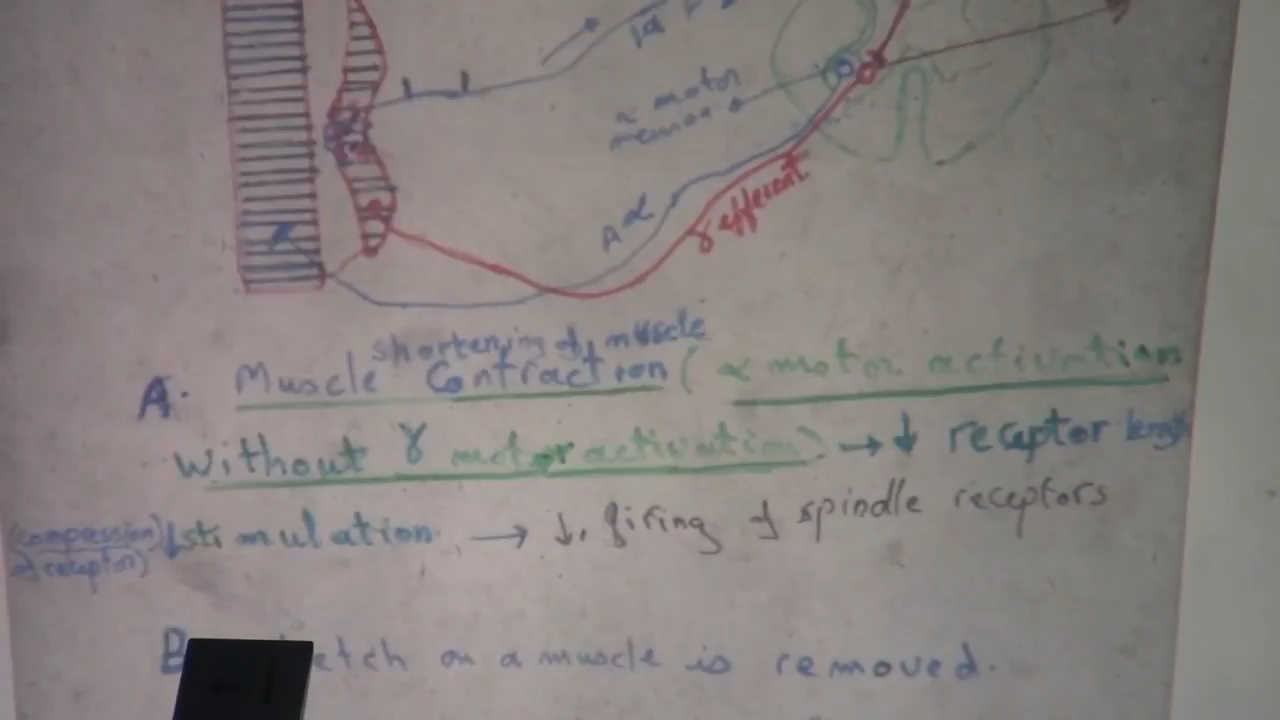 α motor
neuron
Aα
γ efferent
shortening of muscle
A. Muscle Contraction (α motor activation
without γ motor activation) → ↓ receptor length
(compression of receptor) ↓ stimulation → ↓. firing of spindle receptors
B etch on a muscle is removed.